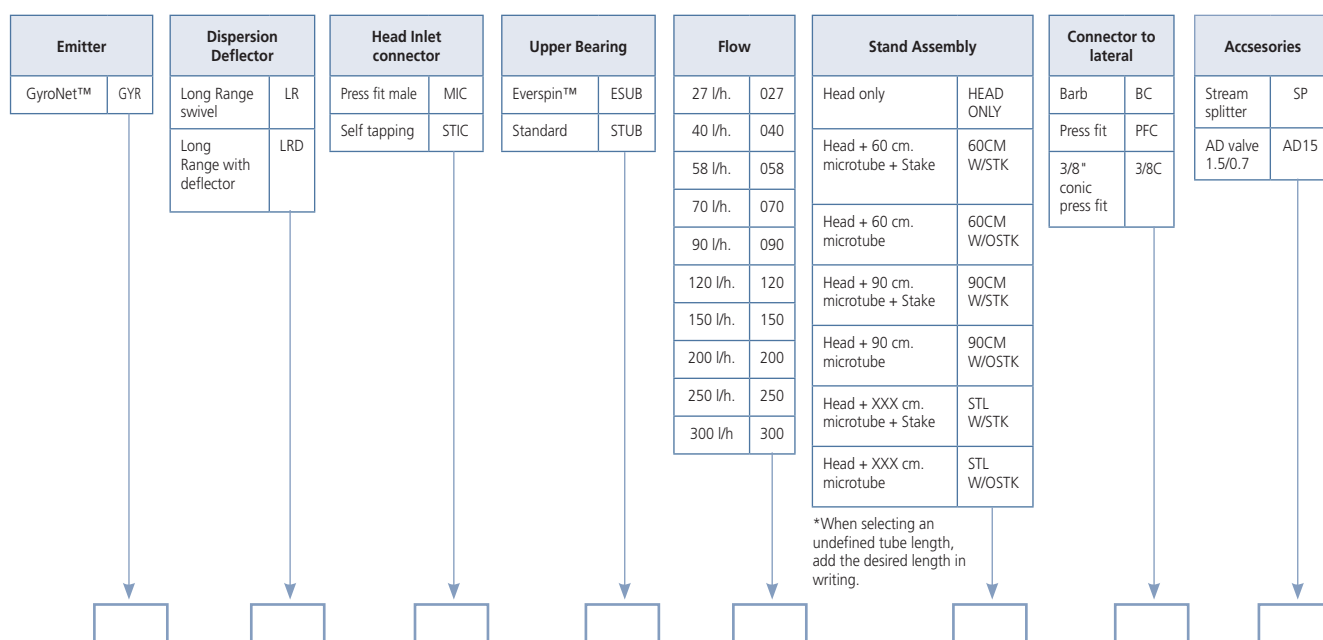 Emitter
GyroNet™ GYR
Dispersion
Deflector
Long Range LR
swivel
Long LRD
Range with
deflector
Head Inlet
connector
Press fit male MIC
Self tapping STIC
Upper Bearing
Everspin™ ESUB
Standard STUB
Flow
27 l/h. 027
40 l/h. 040
58 l/h. 058
70 l/h. 070
90 l/h. 090
120 l/h. 120
150 l/h. 150
200 l/h. 200
250 l/h. 250
300 l/h 300
Stand Assembly
Head only HEAD
ONLY
Head + 60 cm. 60CM
microtube + Stake W/STK
Head + 60 cm. 60CM
microtube W/OSTK
Head + 90 cm. 90CM
microtube + Stake W/STK
Head + 90 cm. 90CM
microtube W/OSTK
Head + XXX cm. STL
microtube + Stake W/STK
Head + XXX cm. STL
microtube W/OSTK
*When selecting an
undefined tube length,
add the desired length in
writing.
Connector to
lateral
Barb BC
Press fit PFC
3/8" 3/8C
conic
press fit
Accsesories
Stream SP
splitter
AD valve AD15
1.5/0.7